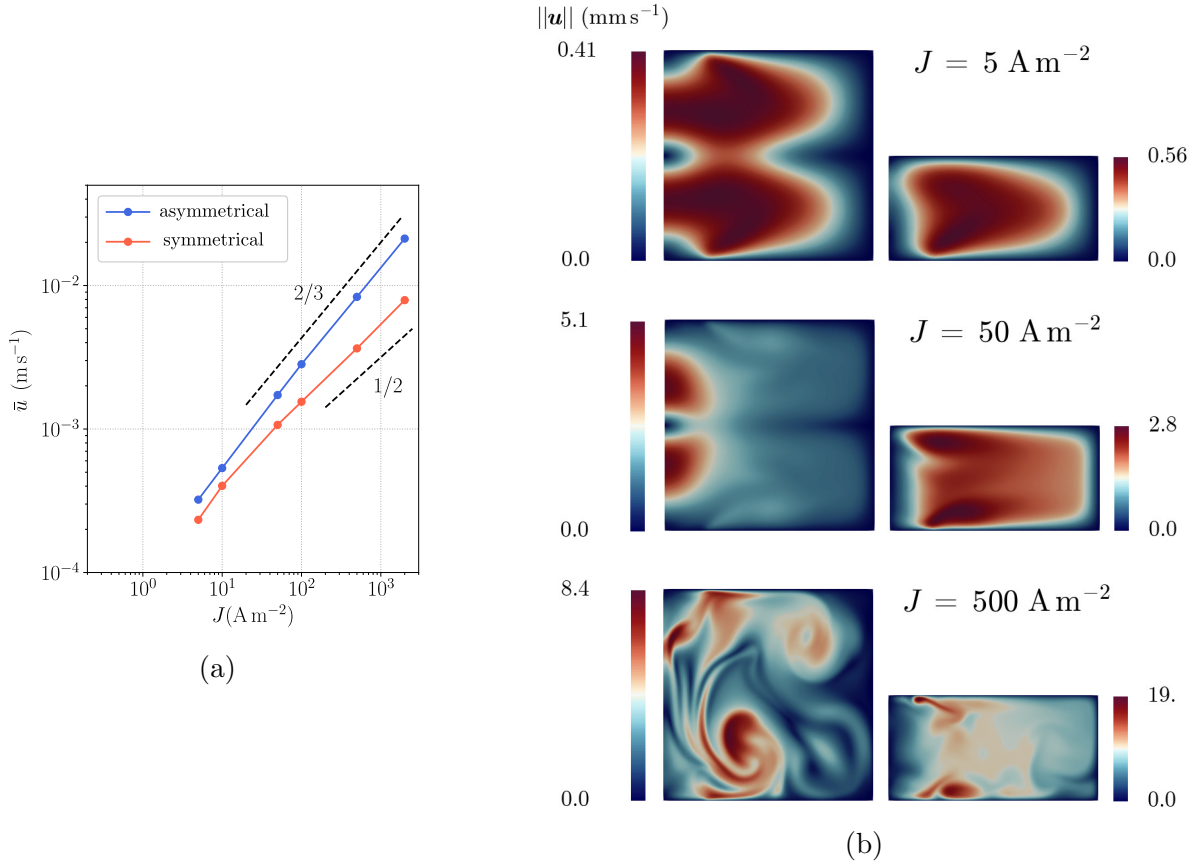 ||u|| (mm s⁻¹)
0.41
0.0
J = 5 A m⁻²
0.56
0.0
5.1
0.0
J = 50 A m⁻²
2.8
0.0
8.4
0.0
J = 500 A m⁻²
19.
0.0
(b)
asymmetrical
symmetrical
2/3
1/2
10⁻²
10⁻³
10⁻⁴
ū (m s⁻¹)
10⁰
10¹
10²
10³
J(A m⁻²)
(a)